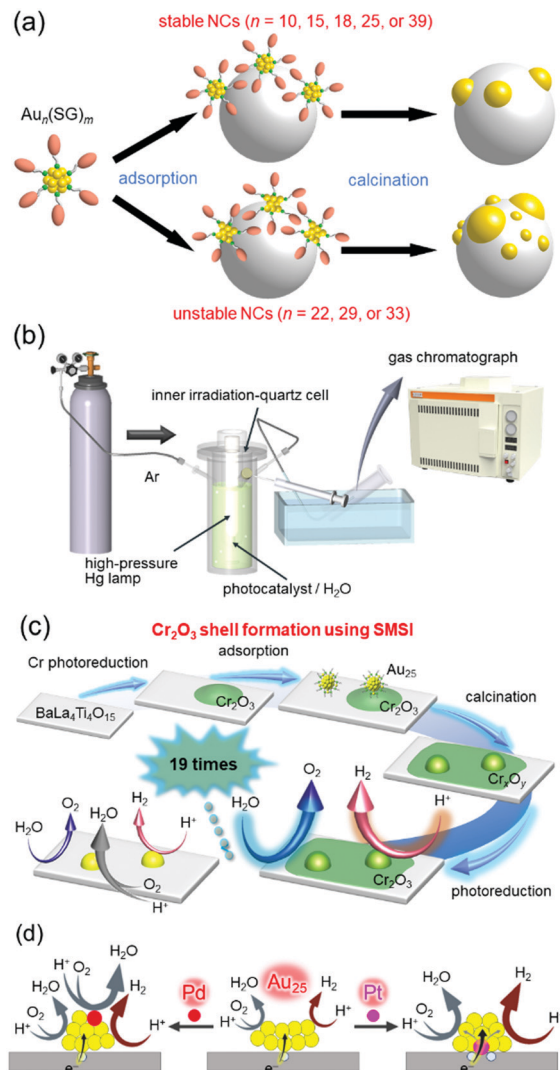 (a)
stable NCs (n = 10, 15, 18, 25, or 39)
Aun(SG)m
adsorption
calcination
unstable NCs (n = 22, 29, or 33)
(b)
gas chromatograph
inner irradiation-quartz cell
Ar
high-pressure
Hg lamp
photocatalyst / H2O
(c)
Cr2O3 shell formation using SMSI
Cr photoreduction
adsorption
Au25
calcination
BaLa4Ti4O15
Cr2O3
Cr2O3
CrxOy
19 times
O2
H2
H2O
H+
O2
H2O
H2
H2O
H+
O2
H+
Cr2O3
photoreduction
(d)
H2O
H+
O2
H2O
H2
O2
H+
H+
e-
Pd
Au25
H2O
H2
O2
H+
e-
Pt
H2O
H2
O2
H+
e-